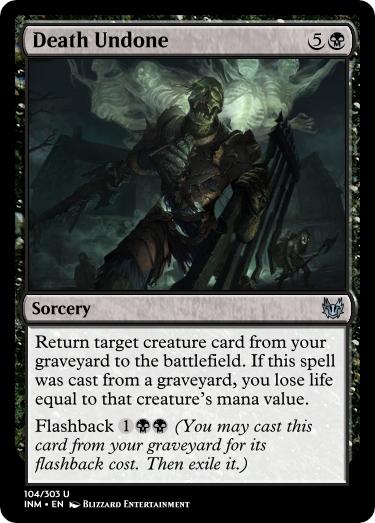 Death Undone 5
Sorcery
Return target creature card from your
graveyard to the battlefield. If this spell
was cast from a graveyard, you lose life
equal to that creature's mana value.
Flashback 1 (You may cast this
card from your graveyard for its
flashback cost. Then exile it.)
104/303 U
INM • EN Blizzard Entertainment